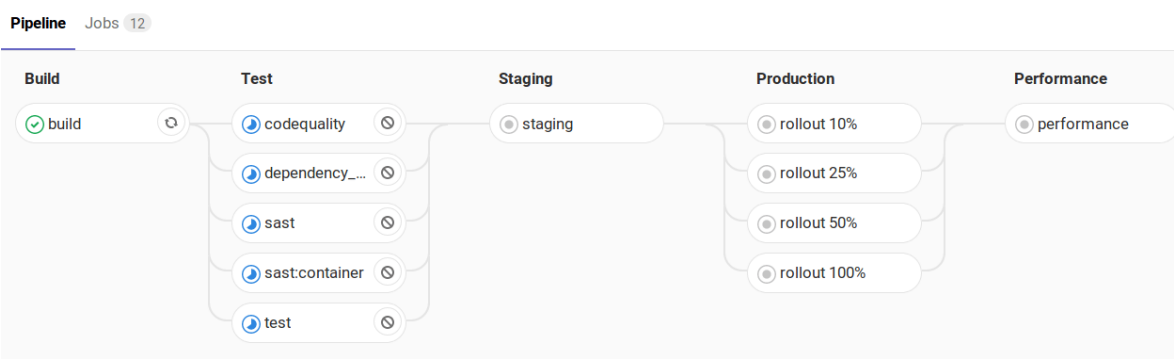 Pipeline Jobs 12
Build Test Staging Production Performance
build codequality staging rollout 10% performance
dependency_... rollout 25%
sast rollout 50%
sast:container rollout 100%
test